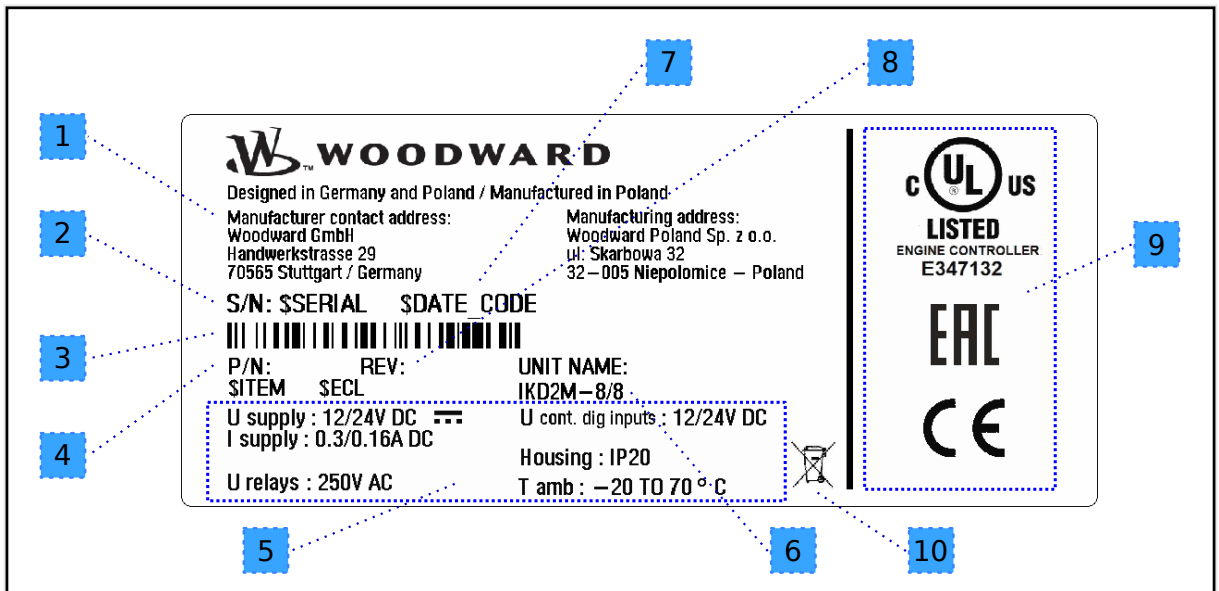 7
8
1
WOODWARD
Designed in Germany and Poland / Manufactured in Poland
Manufacturer contact address:
Woodward GmbH
Handwerkstrasse 29
70565 Stuttgart / Germany
Manufacturing address:
Woodward Poland Sp. z o.o.
ul: Skarbowa 32
32-005 Niepolomice - Poland
2
S/N: $SERIAL $DATE_CODE
3
P/N: REV: UNIT NAME:
$ITEM $ECL IKD2M-8/8
4
U supply : 12/24V DC U cont. dig inputs : 12/24V DC
I supply : 0.3/0.16A DC
Housing : IP20
U relays : 250V AC T amb : -20 TO 70 ° C
C UL ® US
LISTED
ENGINE CONTROLLER
E347132
EAC
CE
9
5
6
10